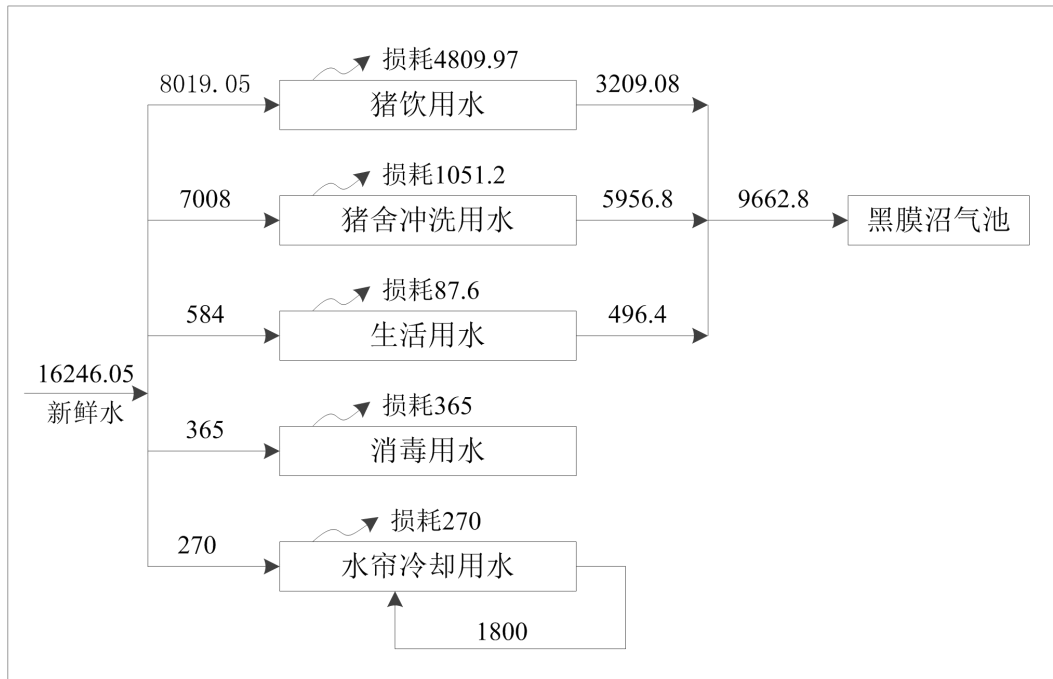 损耗4809.97
8019.05
猪饮用水
3209.08
损耗1051.2
7008
猪舍冲洗用水
5956.8
9662.8
黑膜沼气池
损耗87.6
584
生活用水
496.4
16246.05
新鲜水
损耗365
365
消毒用水
损耗270
270
水帘冷却用水
1800